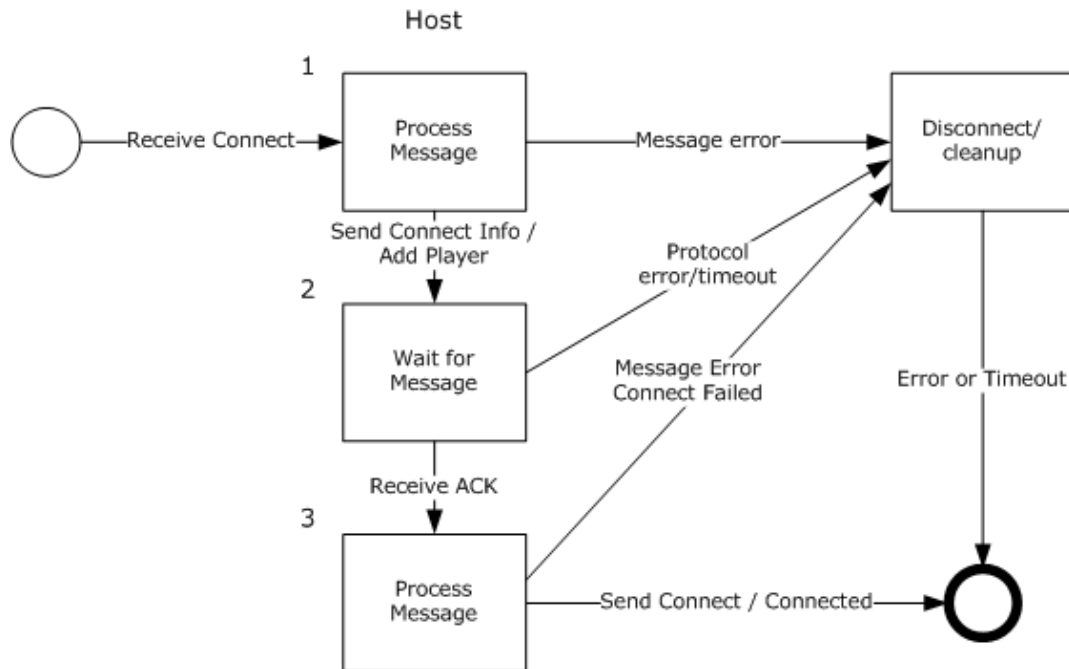 Host
1
Process
Message
Receive Connect
Message error
Disconnect/
cleanup
Send Connect Info /
Add Player
2
Protocol
error/timeout
Wait for
Message
Message Error
Connect Failed
Error or Timeout
Receive ACK
3
Process
Message
Send Connect / Connected